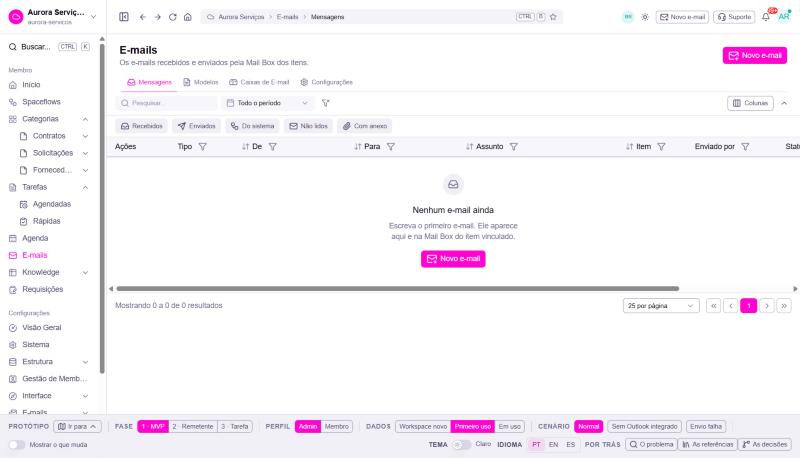 Aurora Serviç...
aurora-servicos
Aurora Serviços > E-mails > Mensagens
CTRL B
BR
Novo e-mail
Suporte
99+
AR
Buscar...
CTRL K
Membro
Início
Spaceflows
Categorias
Contratos
Solicitações
Forneced...
Tarefas
Agendadas
Rápidas
Agenda
E-mails
Knowledge
Requisições
Configurações
Visão Geral
Sistema
Estrutura
Gestão de Memb...
Interface
E-mails
E-mails
Os e-mails recebidos e enviados pela Mail Box dos itens.
Novo e-mail
Mensagens
Modelos
Caixas de E-mail
Configurações
Pesquisar...
Todo o período
Colunas
Recebidos
Enviados
Do sistema
Não lidos
Com anexo
Ações
Tipo
De
Para
Assunto
Item
Enviado por
Statu
Nenhum e-mail ainda
Escreva o primeiro e-mail. Ele aparece
aqui e na Mail Box do item vinculado.
Novo e-mail
Mostrando 0 a 0 de 0 resultados
25 por página
1
PROTÓTIPO
Ir para
FASE
1 · MVP
2 · Remetente
3 · Tarefa
PERFIL
Admin
Membro
DADOS
Workspace novo
Primeiro uso
Em uso
CENÁRIO
Normal
Sem Outlook integrado
Envio falha
Mostrar o que muda
TEMA
Claro
IDIOMA
PT
EN
ES
POR TRÁS
O problema
As referências
As decisões